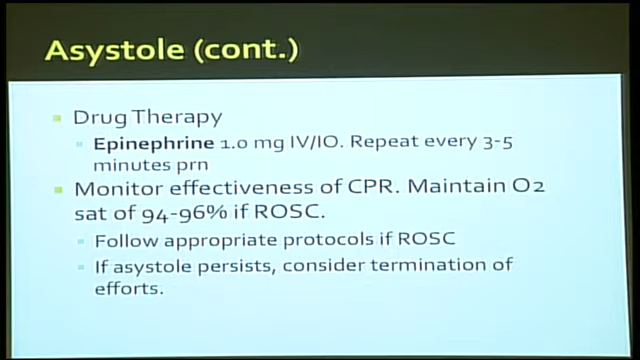 Asystole (cont.)
Drug Therapy
Epinephrine 1.0 mg IV/IO. Repeat every 3-5
minutes prn
Monitor effectiveness of CPR. Maintain O2
sat of 94-96% if ROSC.
Follow appropriate protocols if ROSC
If asystole persists, consider termination of
efforts.